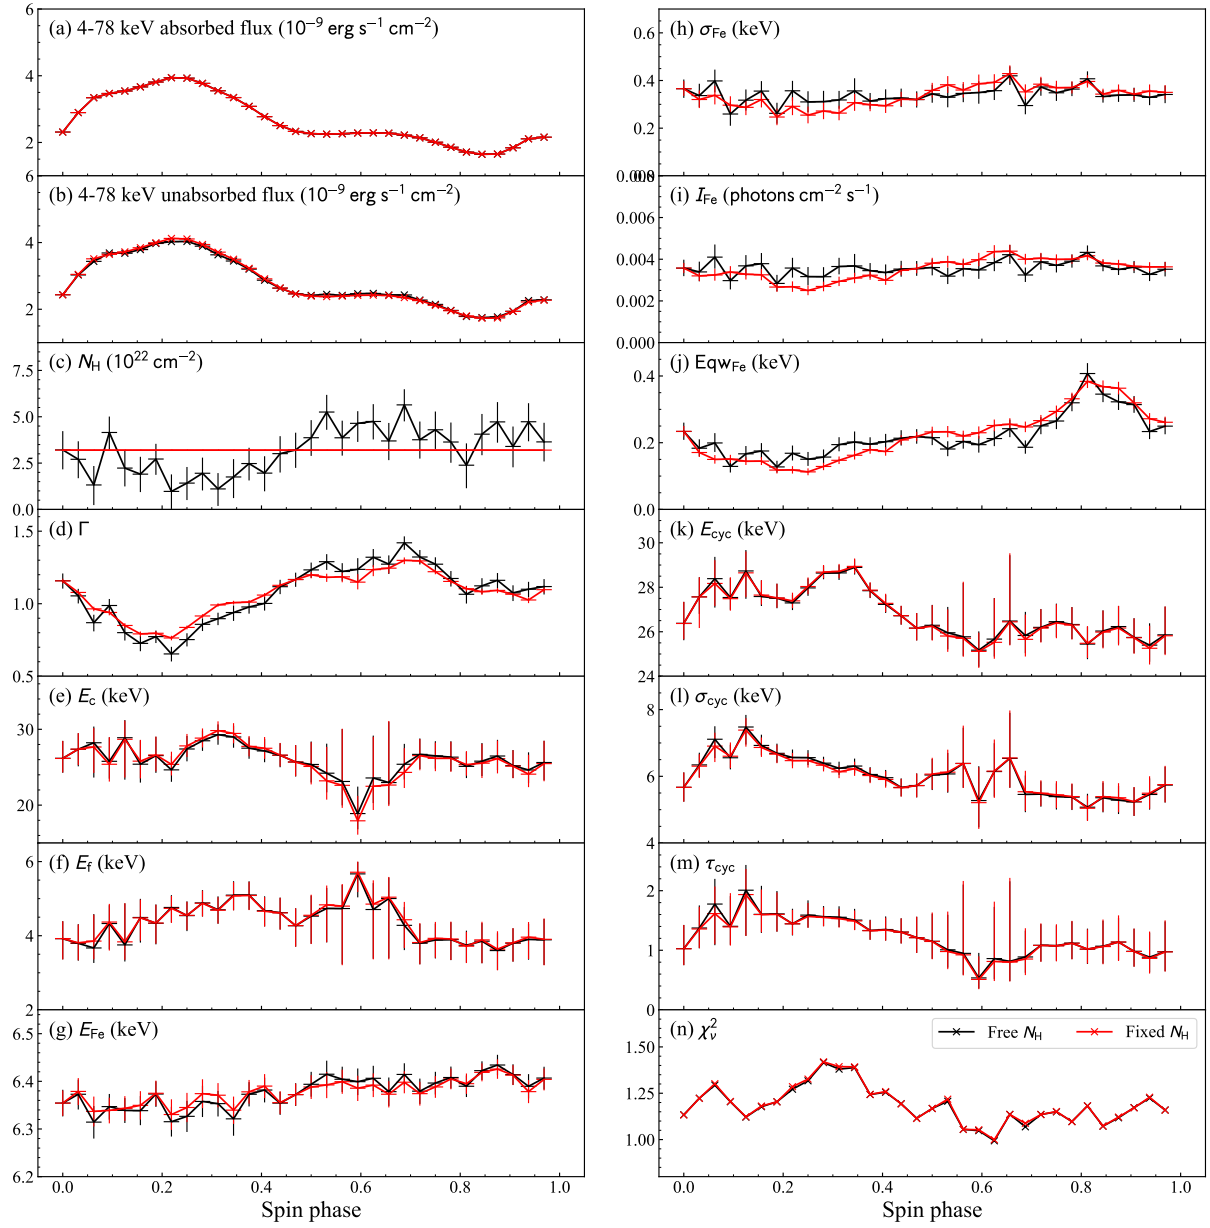 (a) 4-78 keV absorbed flux (10⁻⁹ erg s⁻¹ cm⁻²)
6
4
2
(b) 4-78 keV unabsorbed flux (10⁻⁹ erg s⁻¹ cm⁻²)
6
4
2
(c) N_H (10²² cm⁻²)
7.5
5.0
2.5
0.0
(d) Γ
1.5
1.0
0.5
(e) E_c (keV)
30
20
(f) E_f (keV)
6
4
2
(g) E_Fe (keV)
6.5
6.4
6.3
6.2
0.0 0.2 0.4 0.6 0.8 1.0
Spin phase
(h) σ_Fe (keV)
0.6
0.4
0.2
0.0
(i) I_Fe (photons cm⁻² s⁻¹)
0.008
0.006
0.004
0.002
0.000
(j) Eqw_Fe (keV)
0.4
0.2
0.0
(k) E_cyc (keV)
30
28
26
24
(l) σ_cyc (keV)
8
6
4
(m) τ_cyc
2
1
0
(n) χ²_ν
Free N_H Fixed N_H
1.50
1.25
1.00
0.0 0.2 0.4 0.6 0.8 1.0
Spin phase